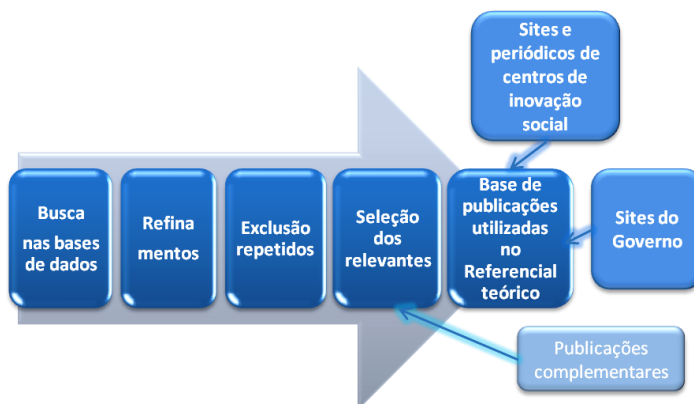 Sites e
periódicos de
centros de
inovação
social
Busca
nas bases
de dados
Refina
mentos
Exclusão
repetidos
Seleção
dos
relevantes
Base de
publicações
utilizadas
no
Referencial
teórico
Sites do
Governo
Publicações
complementares